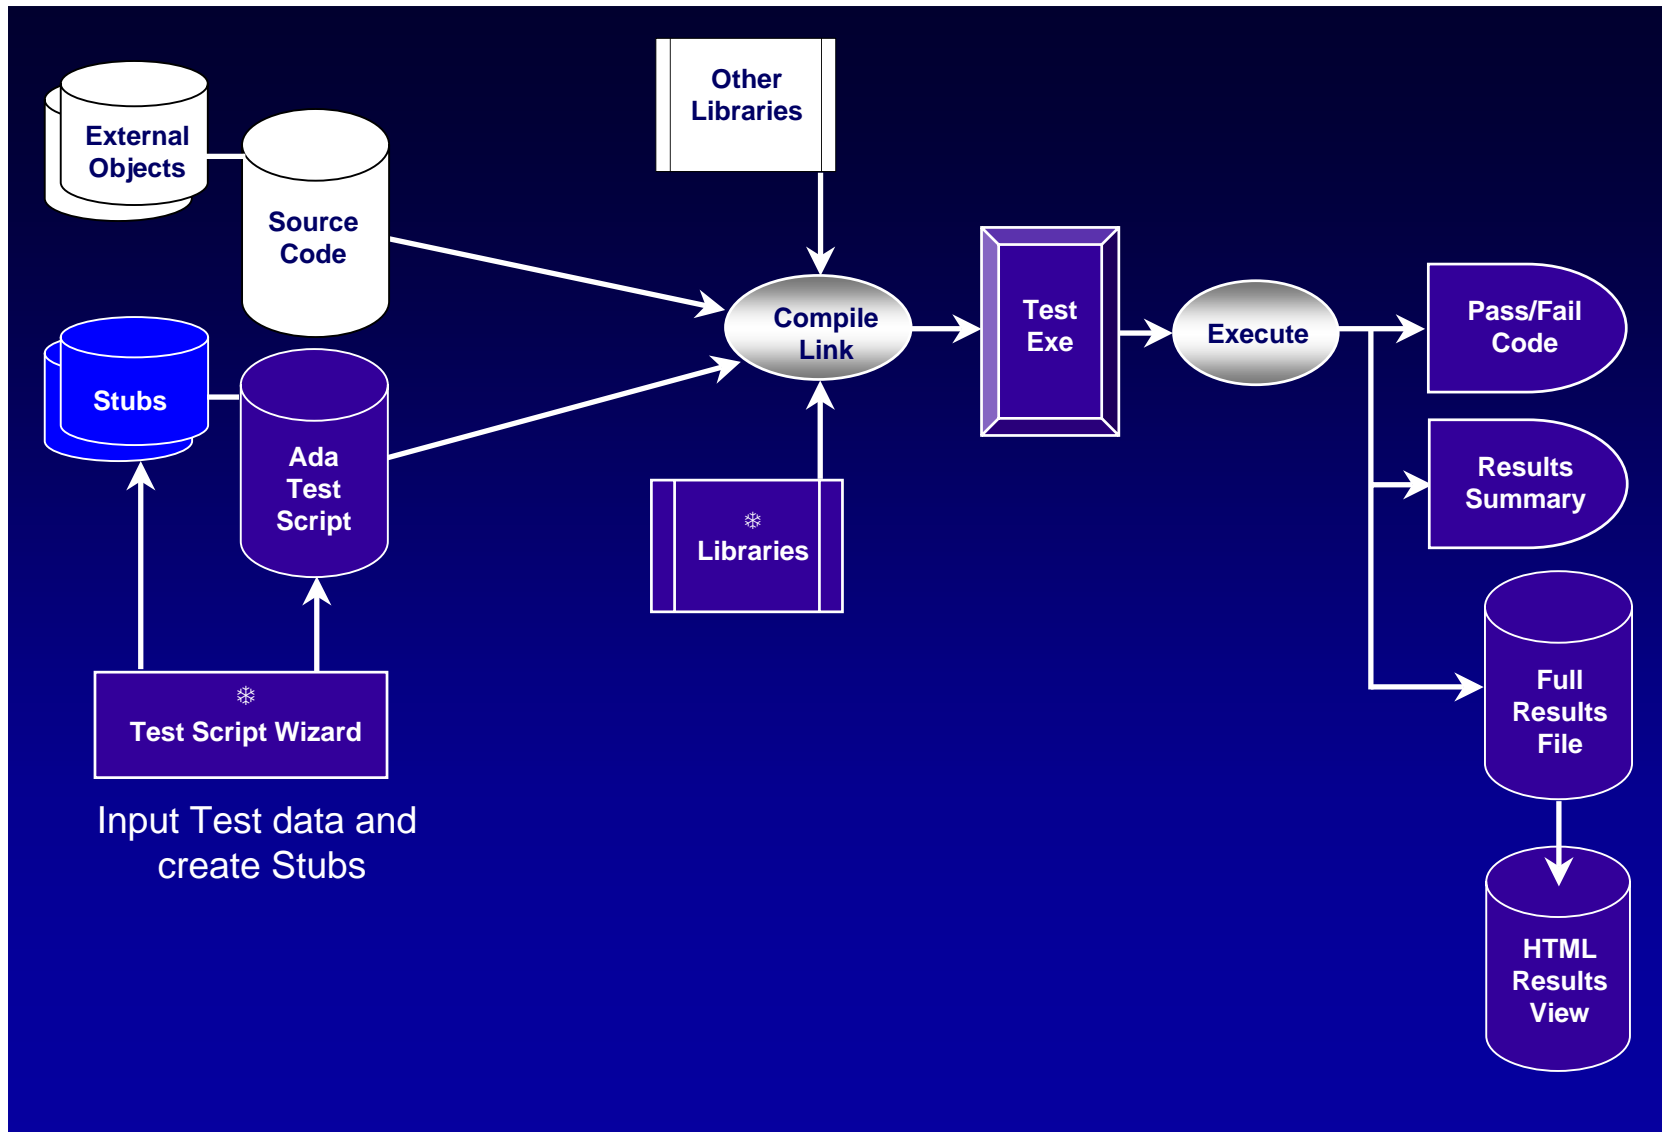 External
Objects
Source
Code
Other
Libraries
Stubs
Ada
Test
Script
Compile
Link
❄
Libraries
Test
Exe
Execute
Pass/Fail
Code
Results
Summary
Full
Results
File
HTML
Results
View
❄
Test Script Wizard
Input Test data and
create Stubs